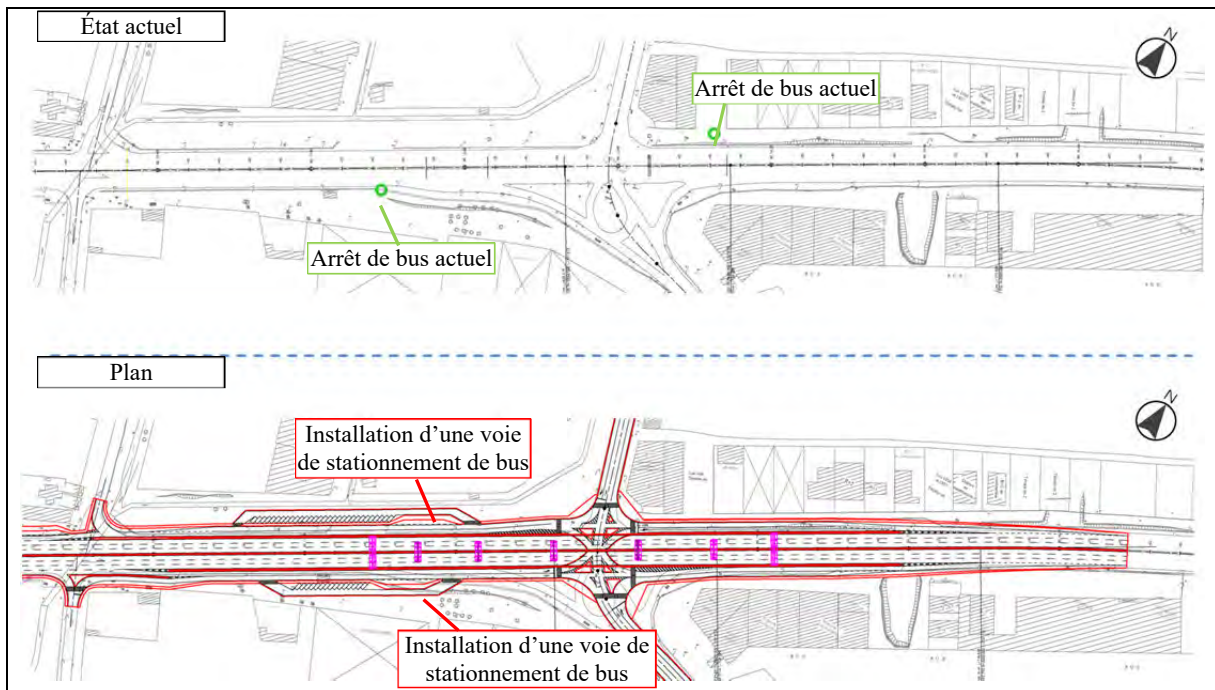 État actuel
N
Arrêt de bus actuel
Arrêt de bus actuel
Plan
N
Installation d’une voie
de stationnement de bus
Installation d’une voie de
stationnement de bus